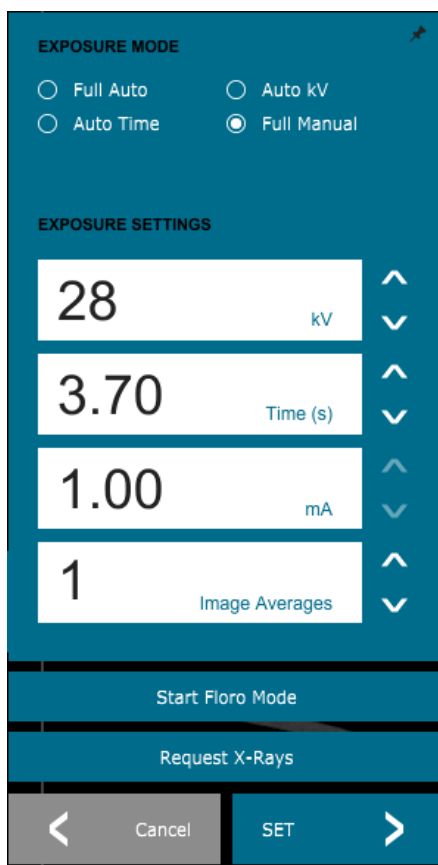 EXPOSURE MODE
Full Auto
Auto kV
Auto Time
Full Manual
EXPOSURE SETTINGS
28 kV
3.70 Time (s)
1.00 mA
1 Image Averages
Start Floro Mode
Request X-Rays
Cancel
SET